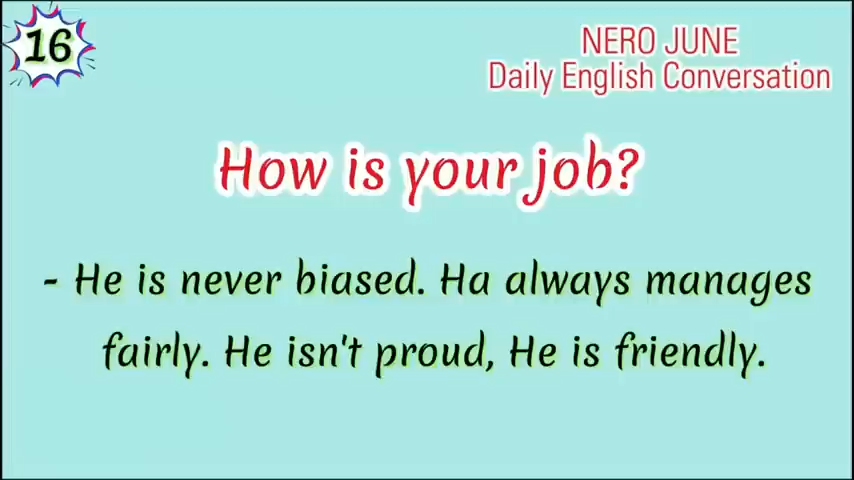 16
NERO JUNE
Daily English Conversation
How is your job?
- He is never biased. Ha always manages
fairly. He isn't proud, He is friendly.